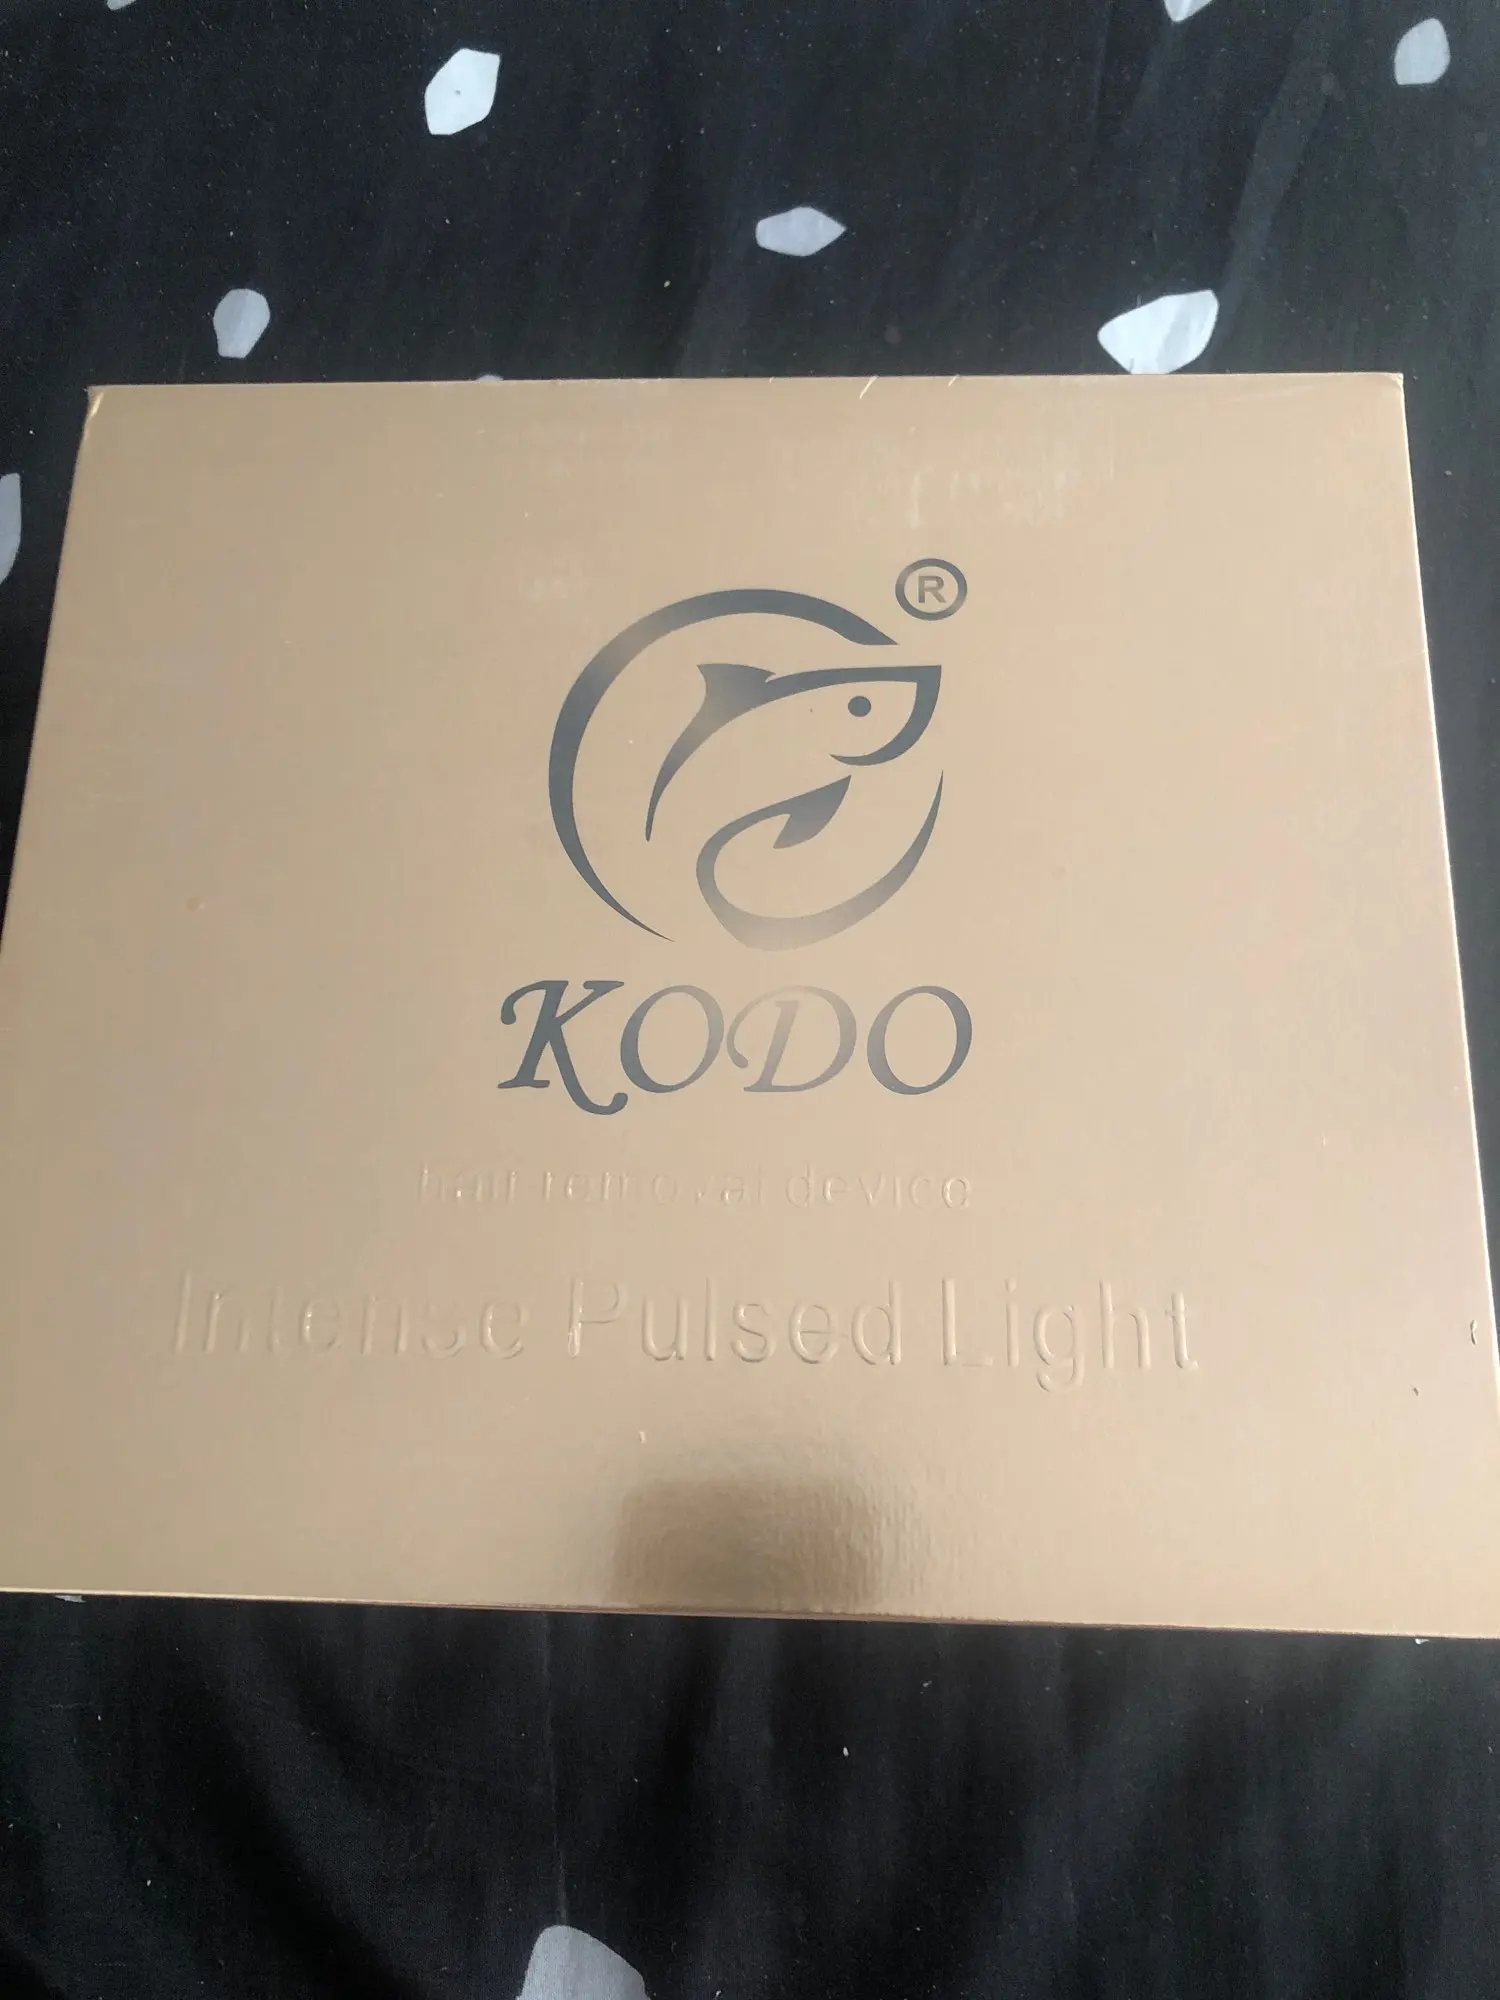 ®
KODO
hair removal device
Intense Pulsed Light